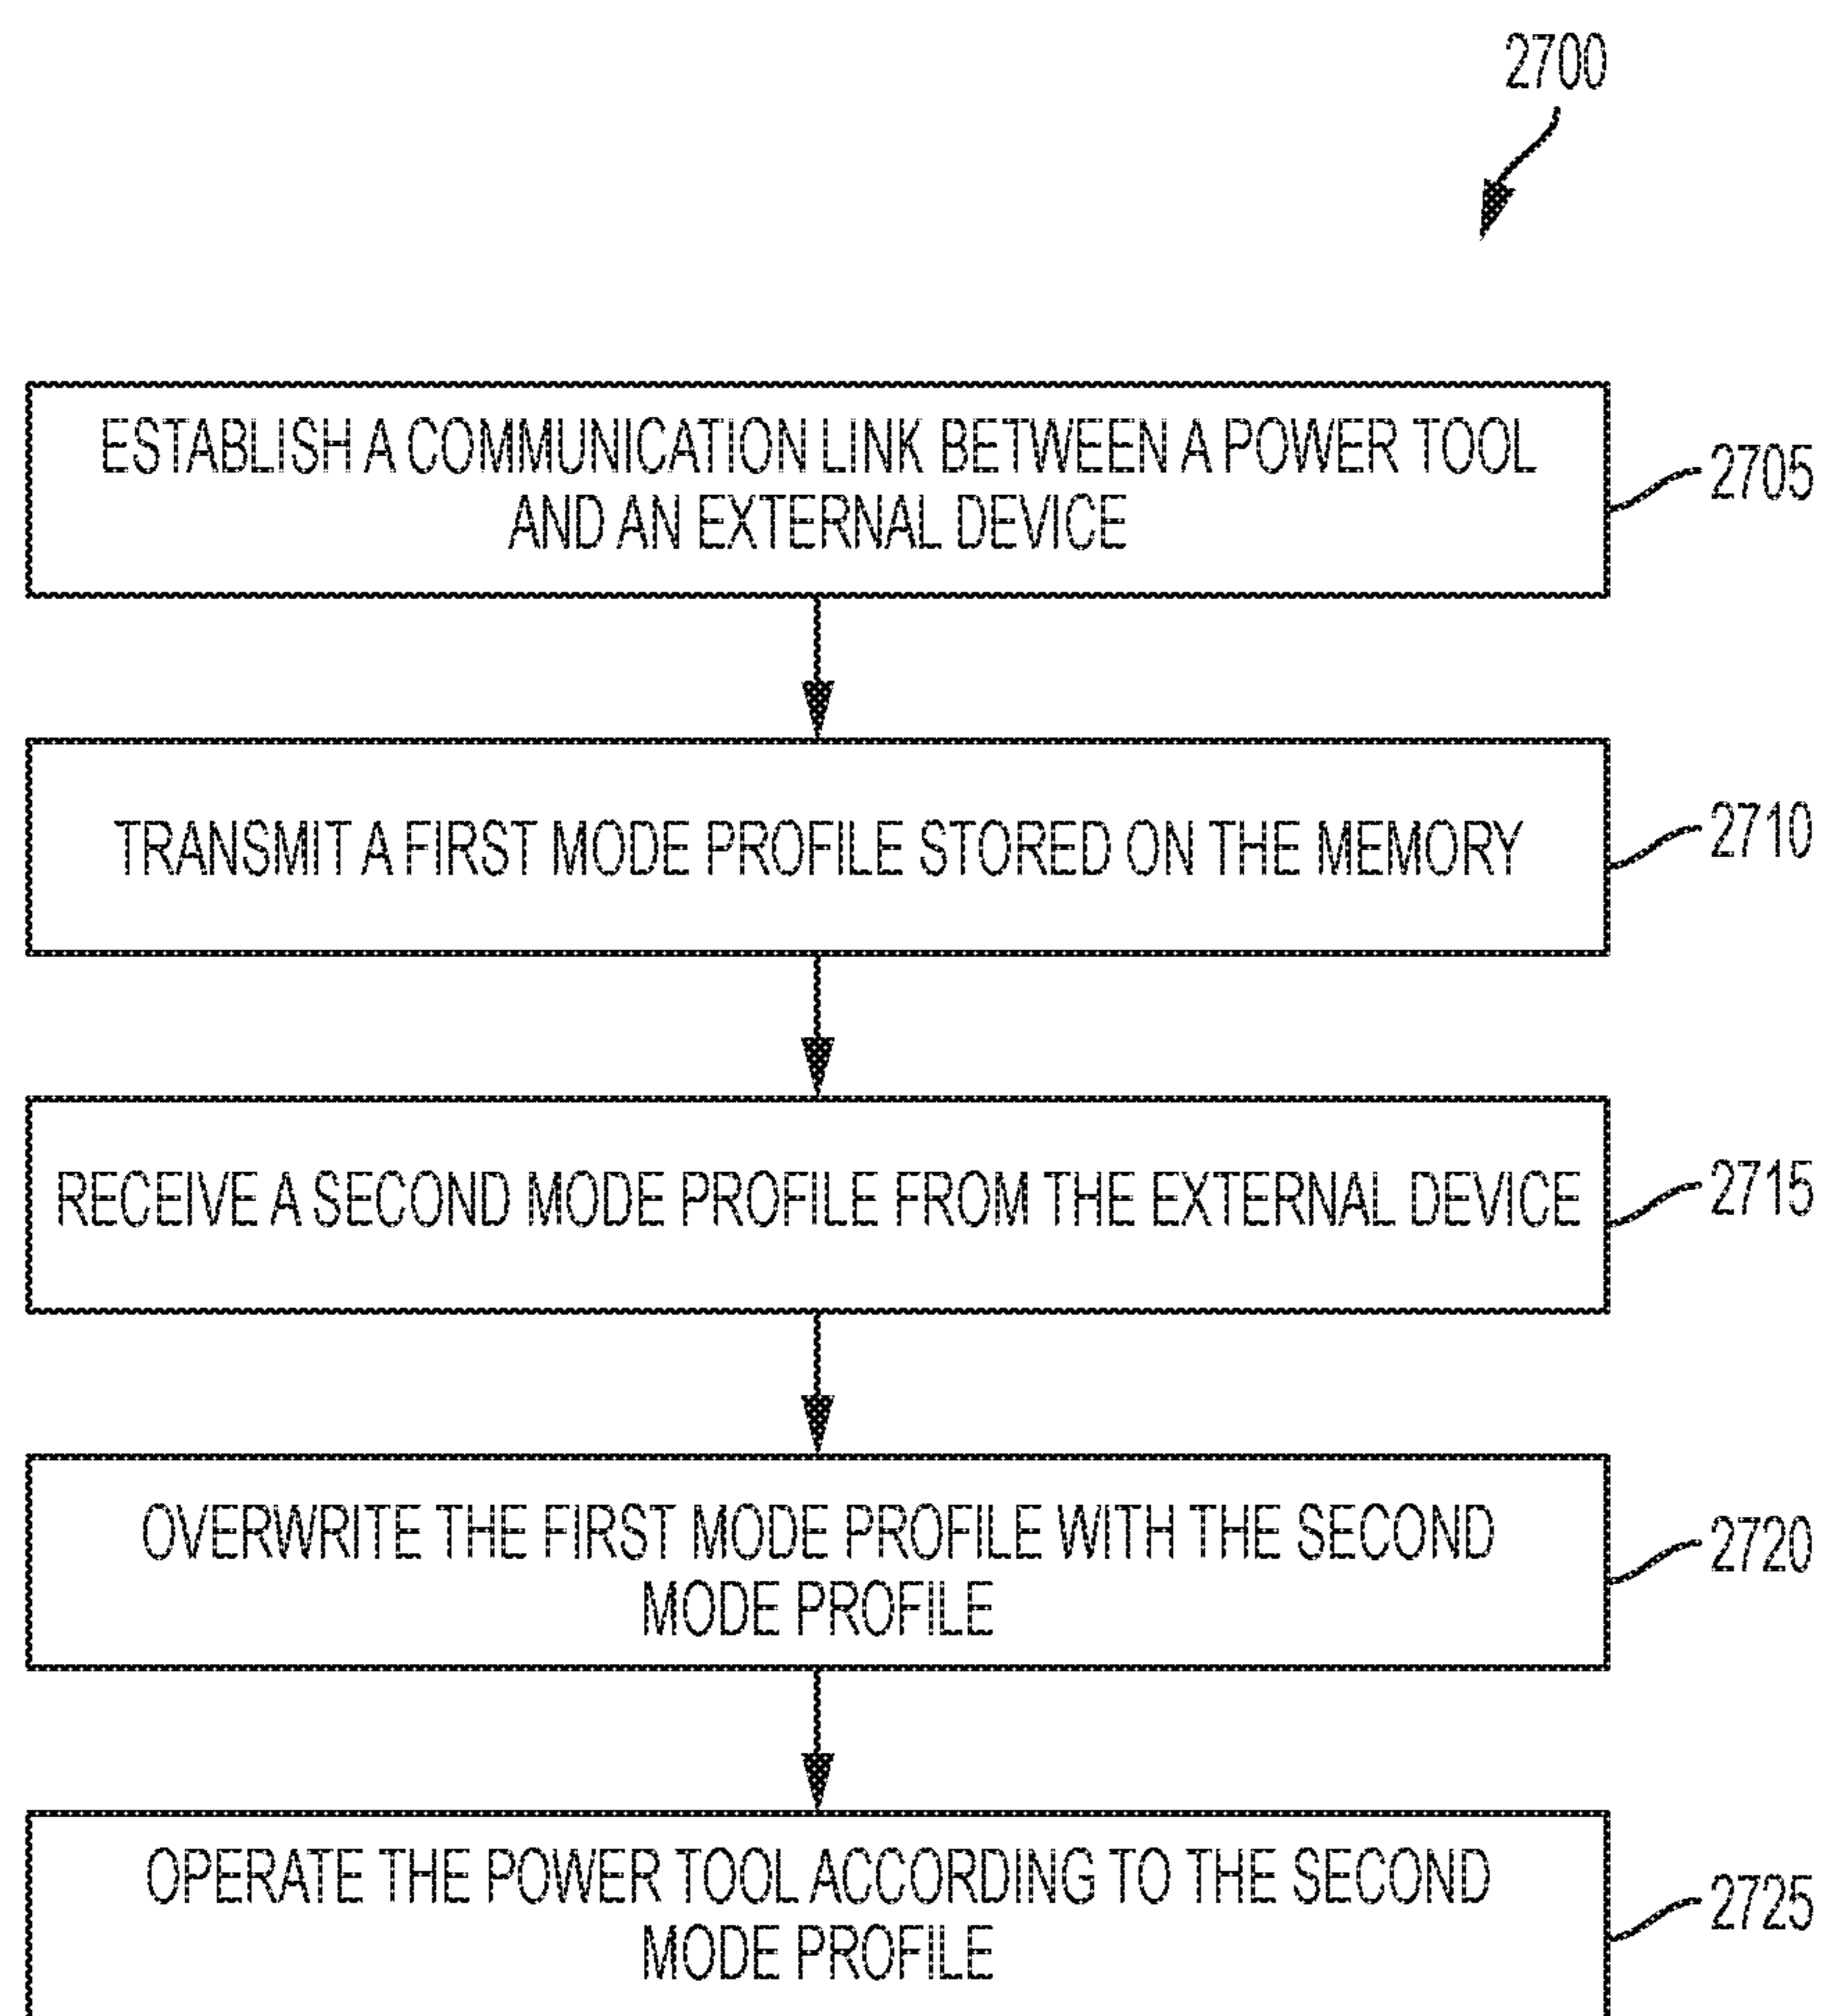 2700
ESTABLISH A COMMUNICATION LINK BETWEEN A POWER TOOL
AND AN EXTERNAL DEVICE
2705
TRANSMIT A FIRST MODE PROFILE STORED ON THE MEMORY
2710
RECEIVE A SECOND MODE PROFILE FROM THE EXTERNAL DEVICE
2715
OVERWRITE THE FIRST MODE PROFILE WITH THE SECOND
MODE PROFILE
2720
OPERATE THE POWER TOOL ACCORDING TO THE SECOND
MODE PROFILE
2725